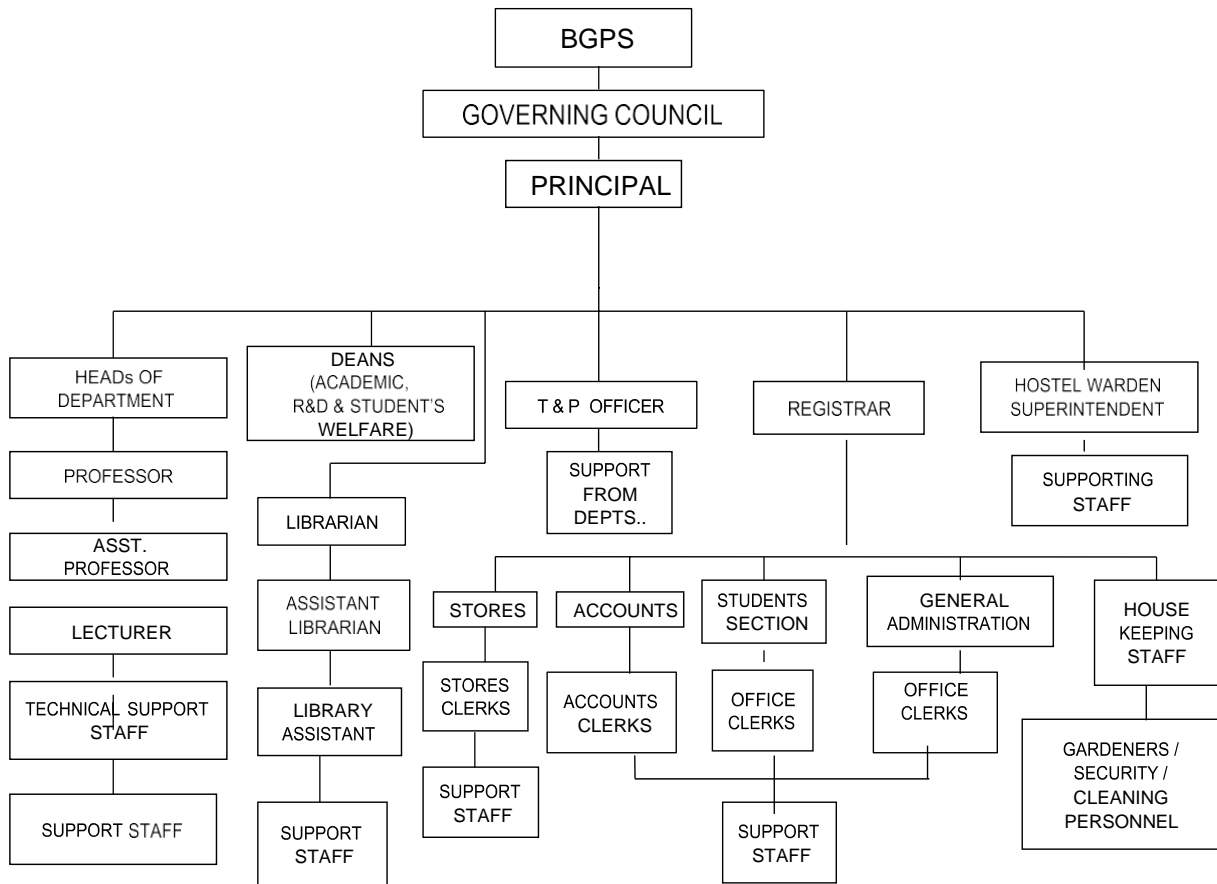 BGPS
GOVERNING COUNCIL
PRINCIPAL
HEADs OF
DEPARTMENT
DEANS
(ACADEMIC,
R&D & STUDENT'S
WELFARE)
T & P OFFICER
REGISTRAR
HOSTEL WARDEN
SUPERINTENDENT
PROFESSOR
SUPPORT
FROM
DEPTS..
SUPPORTING
STAFF
LIBRARIAN
ASST.
PROFESSOR
ASSISTANT
LIBRARIAN
STORES
ACCOUNTS
STUDENTS
SECTION
GENERAL
ADMINISTRATION
HOUSE
KEEPING
STAFF
LECTURER
STORES
CLERKS
ACCOUNTS
CLERKS
OFFICE
CLERKS
OFFICE
CLERKS
TECHNICAL SUPPORT
STAFF
LIBRARY
ASSISTANT
GARDENERS /
SECURITY /
CLEANING
PERSONNEL
SUPPORT
STAFF
SUPPORT STAFF
SUPPORT
STAFF
SUPPORT
STAFF